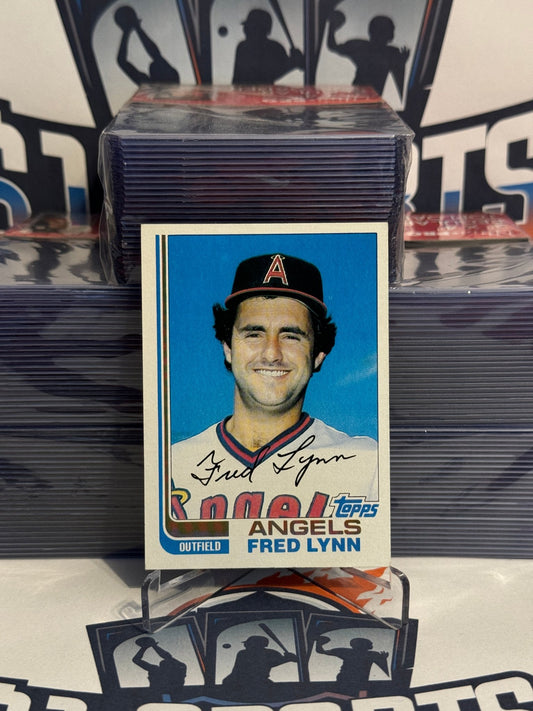 A
Fred Lynn
Angels
Topps
ANGELS
OUTFIELD
FRED LYNN